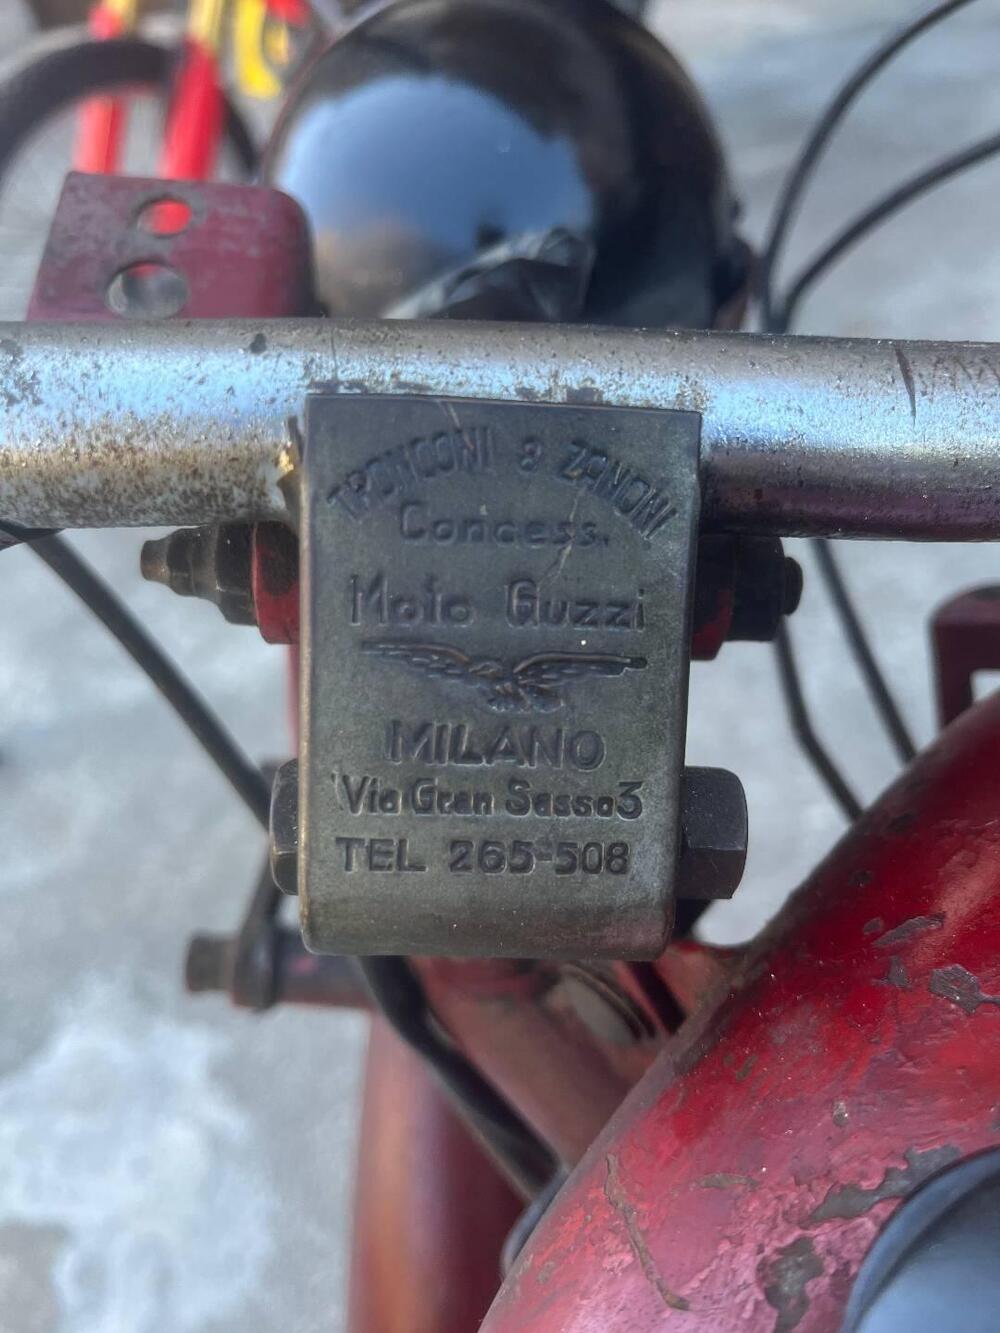 TRONCONI & ZANONI
Concess.
Moto Guzzi
MILANO
Via Gran Sasso 3
TEL 265-508